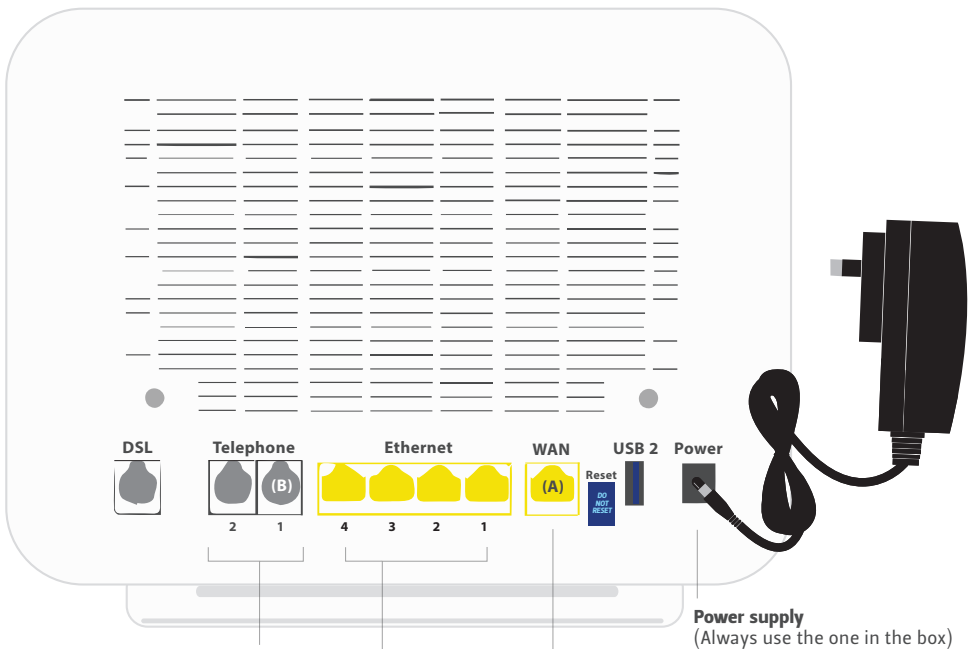 DSL
Telephone
Ethernet
WAN
USB 2
Power
Reset
(B)
(A)
DO
NOT
RESET
2
1
4
3
2
1
Power supply
(Always use the one in the box)